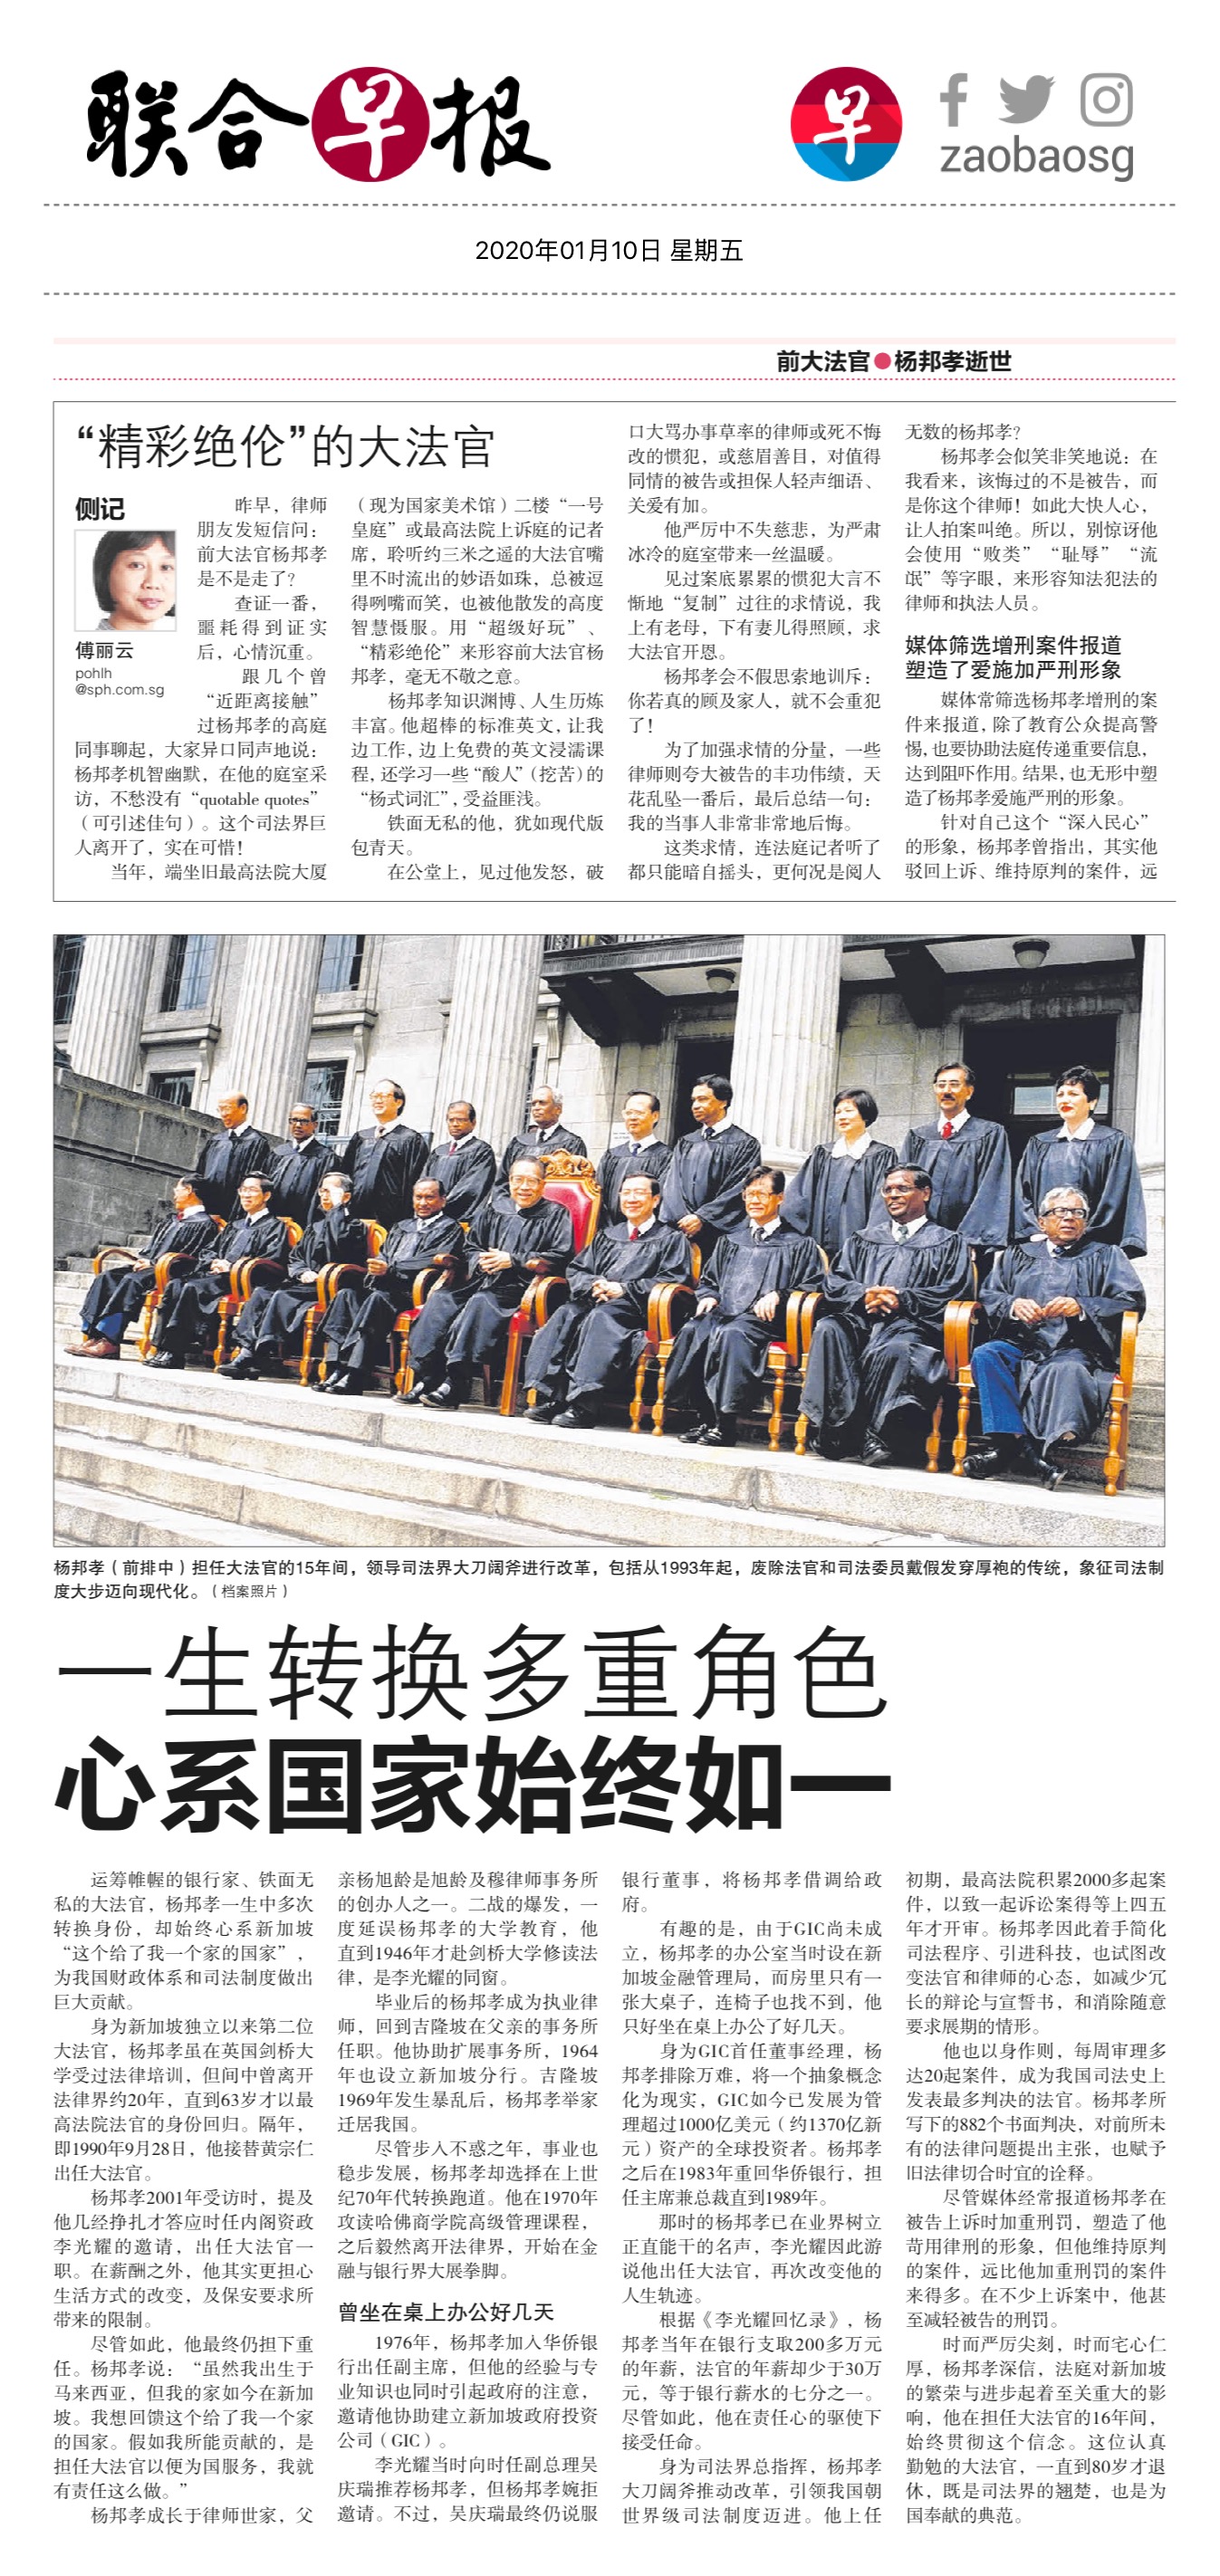 联合早报
早
zaobaosg
2020年01月10日 星期五
前大法官●杨邦孝逝世
“精彩绝伦”的大法官
侧记
傅丽云
pohlh
@sph.com.sg
昨早，律师
朋友发短信问：
前大法官杨邦孝
是不是走了？
查证一番，
噩耗得到证实
后，心情沉重。
跟几个曾
“近距离接触”
过杨邦孝的高庭
同事聊起，大家异口同声地说：
杨邦孝机智幽默，在他的庭室采
访，不愁没有“quotable quotes”
（可引述佳句）。这个司法界巨
人离开了，实在可惜！
当年，端坐旧最高法院大厦
（现为国家美术馆）二楼“一号
皇庭”或最高法院上诉庭的记者
席，聆听约三米之遥的大法官嘴
里不时流出的妙语如珠，总被逗
得咧嘴而笑，也被他散发的高度
智慧慑服。用“超级好玩”、
“精彩绝伦”来形容前大法官杨
邦孝，毫无不敬之意。
杨邦孝知识渊博、人生历炼
丰富。他超棒的标准英文，让我
边工作，边上免费的英文浸濡课
程，还学习一些“酸人”（挖苦）的
“杨式词汇”，受益匪浅。
铁面无私的他，犹如现代版
包青天。
在公堂上，见过他发怒，破
口大骂办事草率的律师或死不悔
改的惯犯，或慈眉善目，对值得
同情的被告或担保人轻声细语、
关爱有加。
他严厉中不失慈悲，为严肃
冰冷的庭室带来一丝温暖。
见过案底累累的惯犯大言不
惭地“复制”过往的求情说，我
上有老母，下有妻儿得照顾，求
大法官开恩。
杨邦孝会不假思索地训斥：
你若真的顾及家人，就不会重犯
了！
为了加强求情的分量，一些
律师则夸大被告的丰功伟绩，天
花乱坠一番后，最后总结一句：
我的当事人非常非常地后悔。
这类求情，连法庭记者听了
都只能暗自摇头，更何况是阅人
无数的杨邦孝？
杨邦孝会似笑非笑地说：在
我看来，该悔过的不是被告，而
是你这个律师！如此大快人心，
让人拍案叫绝。所以，别惊讶他
会使用“败类”“耻辱”“流
氓”等字眼，来形容知法犯法的
律师和执法人员。
媒体筛选增刑案件报道
塑造了爱施加严刑形象
媒体常筛选杨邦孝增刑的案
件来报道，除了教育公众提高警
惕，也要协助法庭传递重要信息，
达到阻吓作用。结果，也无形中塑
造了杨邦孝爱施严刑的形象。
针对自己这个“深入民心”
的形象，杨邦孝曾指出，其实他
驳回上诉、维持原判的案件，远
杨邦孝（前排中）担任大法官的15年间，领导司法界大刀阔斧进行改革，包括从1993年起，废除法官和司法委员戴假发穿厚袍的传统，象征司法制
度大步迈向现代化。（档案照片）
一生转换多重角色
心系国家始终如一
运筹帷幄的银行家、铁面无
私的大法官，杨邦孝一生中多次
转换身份，却始终心系新加坡
“这个给了我一个家的国家”，
为我国财政体系和司法制度做出
巨大贡献。
身为新加坡独立以来第二位
大法官，杨邦孝虽在英国剑桥大
学受过法律培训，但间中曾离开
法律界约20年，直到63岁才以最
高法院法官的身份回归。隔年，
即1990年9月28日，他接替黄宗仁
出任大法官。
杨邦孝2001年受访时，提及
他几经挣扎才答应时任内阁资政
李光耀的邀请，出任大法官一
职。在薪酬之外，他其实更担心
生活方式的改变，及保安要求所
带来的限制。
尽管如此，他最终仍担下重
任。杨邦孝说：“虽然我出生于
马来西亚，但我的家如今在新加
坡。我想回馈这个给了我一个家
的国家。假如我所能贡献的，是
担任大法官以便为国服务，我就
有责任这么做。”
杨邦孝成长于律师世家，父
亲杨旭龄是旭龄及穆律师事务所
的创办人之一。二战的爆发，一
度延误杨邦孝的大学教育，他
直到1946年才赴剑桥大学修读法
律，是李光耀的同窗。
毕业后的杨邦孝成为执业律
师，回到吉隆坡在父亲的事务所
任职。他协助扩展事务所，1964
年也设立新加坡分行。吉隆坡
1969年发生暴乱后，杨邦孝举家
迁居我国。
尽管步入不惑之年，事业也
稳步发展，杨邦孝却选择在上世
纪70年代转换跑道。他在1970年
攻读哈佛商学院高级管理课程，
之后毅然离开法律界，开始在金
融与银行界大展拳脚。
曾坐在桌上办公好几天
1976年，杨邦孝加入华侨银
行出任副主席，但他的经验与专
业知识也同时引起政府的注意，
邀请他协助建立新加坡政府投资
公司（GIC）。
李光耀当时向时任副总理吴
庆瑞推荐杨邦孝，但杨邦孝婉拒
邀请。不过，吴庆瑞最终仍说服
银行董事，将杨邦孝借调给政
府。
有趣的是，由于GIC尚未成
立，杨邦孝的办公室当时设在新
加坡金融管理局，而房里只有一
张大桌子，连椅子也找不到，他
只好坐在桌上办公了好几天。
身为GIC首任董事经理，杨
邦孝排除万难，将一个抽象概念
化为现实，GIC如今已发展为管
理超过1000亿美元（约1370亿新
元）资产的全球投资者。杨邦孝
之后在1983年重回华侨银行，担
任主席兼总裁直到1989年。
那时的杨邦孝已在业界树立
正直能干的名声，李光耀因此游
说他出任大法官，再次改变他的
人生轨迹。
根据《李光耀回忆录》，杨
邦孝当年在银行支取200多万元
的年薪，法官的年薪却少于30万
元，等于银行薪水的七分之一。
尽管如此，他在责任心的驱使下
接受任命。
身为司法界总指挥，杨邦孝
大刀阔斧推动改革，引领我国朝
世界级司法制度迈进。他上任
初期，最高法院积累2000多起案
件，以致一起诉讼案得等上四五
年才开审。杨邦孝因此着手简化
司法程序、引进科技，也试图改
变法官和律师的心态，如减少冗
长的辩论与宣誓书，和消除随意
要求展期的情形。
他也以身作则，每周审理多
达20起案件，成为我国司法史上
发表最多判决的法官。杨邦孝所
写下的882个书面判决，对前所未
有的法律问题提出主张，也赋予
旧法律切合时宜的诠释。
尽管媒体经常报道杨邦孝在
被告上诉时加重刑罚，塑造了他
苛用律刑的形象，但他维持原判
的案件，远比他加重刑罚的案件
来得多。在不少上诉案中，他甚
至减轻被告的刑罚。
时而严厉尖刻，时而宅心仁
厚，杨邦孝深信，法庭对新加坡
的繁荣与进步起着至关重大的影
响，他在担任大法官的16年间，
始终贯彻这个信念。这位认真
勤勉的大法官，一直到80岁才退
休，既是司法界的翘楚，也是为
国奉献的典范。